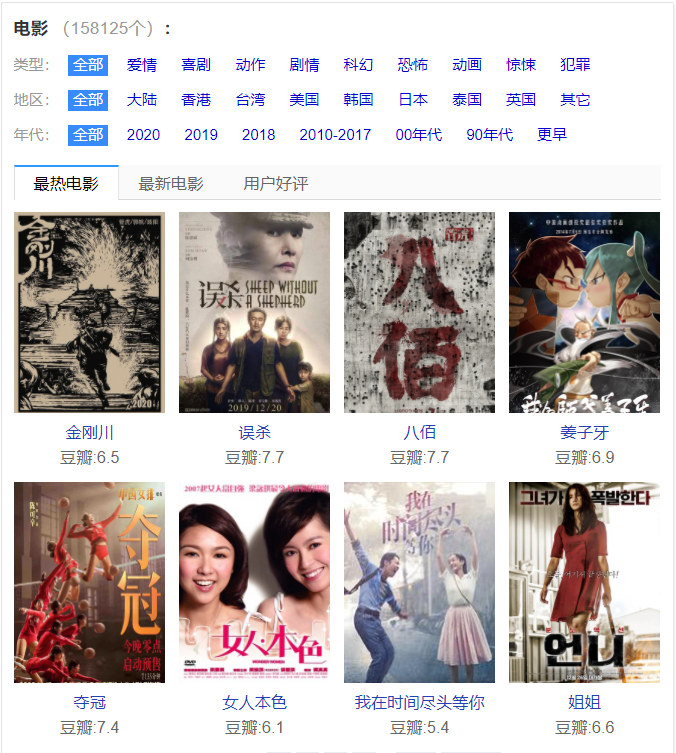 电影 （158125个）：
类型： 全部 爱情 喜剧 动作 剧情 科幻 恐怖 动画 惊悚 犯罪
地区： 全部 大陆 香港 台湾 美国 韩国 日本 泰国 英国 其它
年代： 全部 2020 2019 2018 2010-2017 00年代 90年代 更早
最热电影 最新电影 用户好评
金刚川
2020
误杀
SHEEP WITHOUT
A SHEPHERD
2019/12/20
八佰
金刚川 误杀 八佰 姜子牙
豆瓣:6.5 豆瓣:7.7 豆瓣:7.7 豆瓣:6.9
中国女排
夺冠
今晚零点
启动预售
女人本色
WONDER WOMEN
DVD
我在
时间尽头
等你
그녀가 폭발한다
언니
夺冠 女人本色 我在时间尽头等你 姐姐
豆瓣:7.4 豆瓣:6.1 豆瓣:5.4 豆瓣:6.6